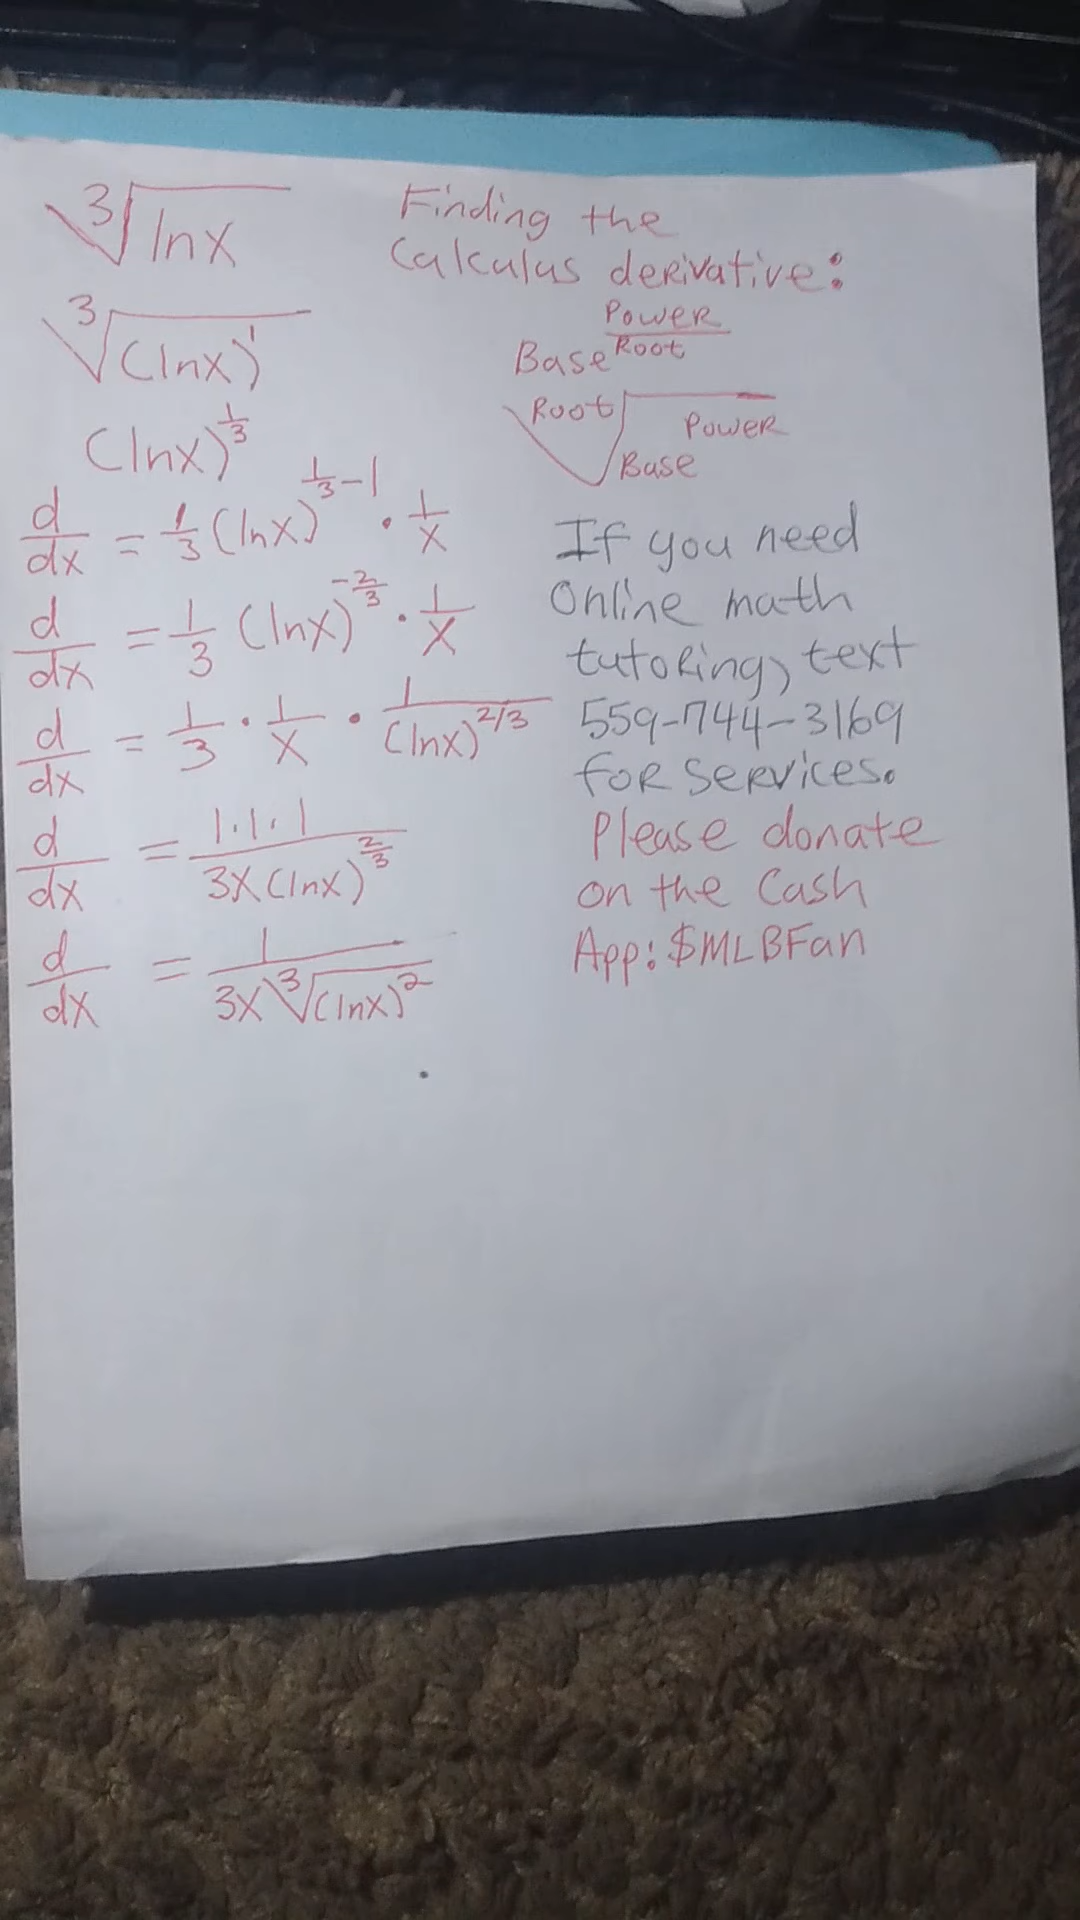 ∛lnx
∛(lnx)¹
(lnx)^1/3
d/dx = 1/3 (lnx)^(1/3 - 1) · 1/x
d/dx = 1/3 (lnx)^(-2/3) · 1/x
d/dx = 1/3 · 1/x · 1/(lnx)^2/3
d/dx = 1·1·1/3x(lnx)^2/3
d/dx = 1/3x∛(lnx)²
Finding the
Calculus derivative:
Power
Base Root
Root Power
Base
If you need
Online math
tutoring, text
559-744-3169
for services.
Please donate
on the Cash
App: $MLBFan